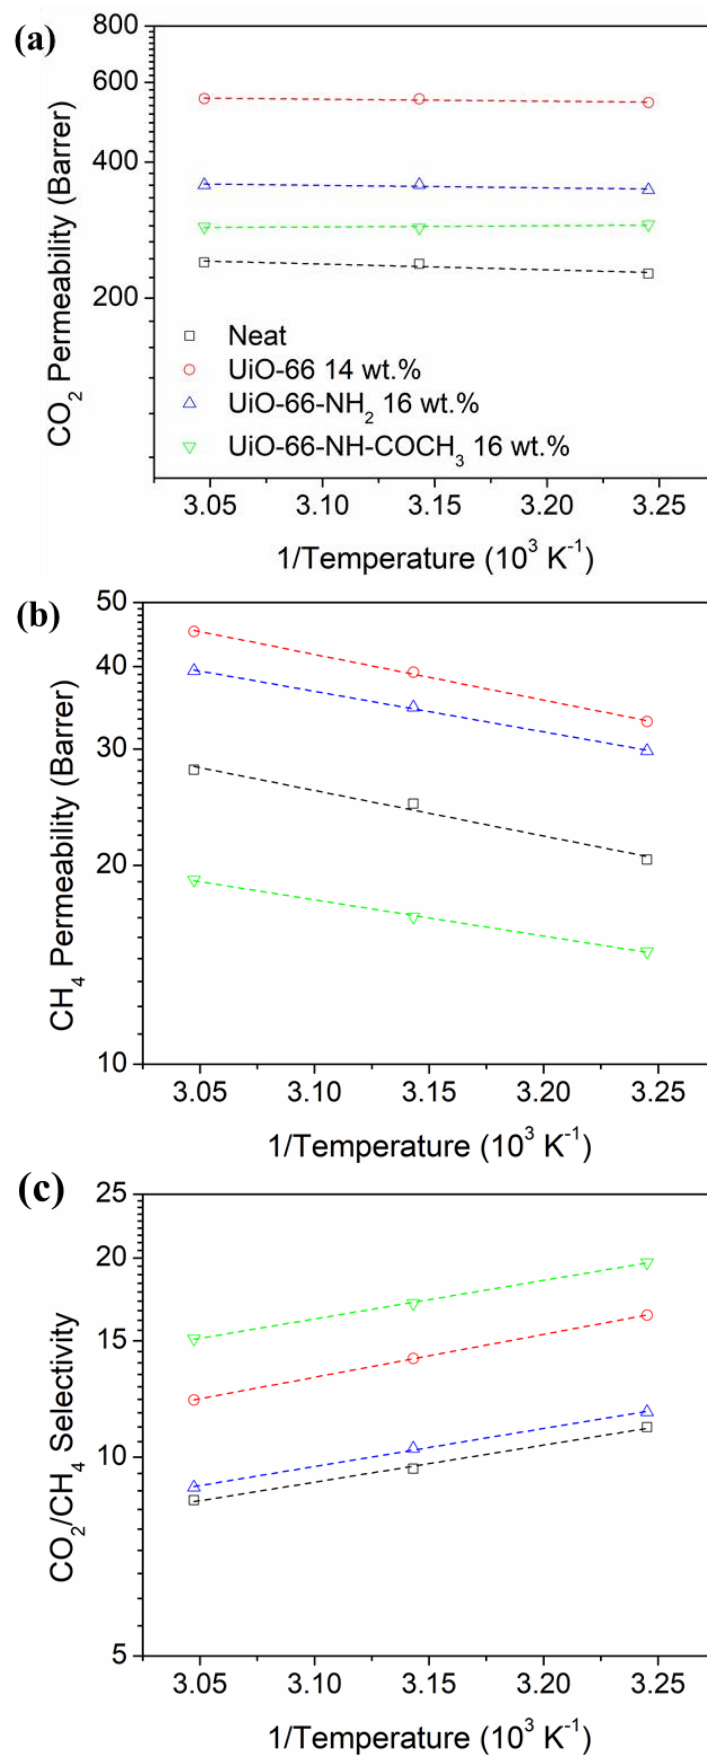 (a)
800
600
400
200
CO₂ Permeability (Barrer)
Neat
UiO-66 14 wt.%
UiO-66-NH₂ 16 wt.%
UiO-66-NH-COCH₃ 16 wt.%
3.05 3.10 3.15 3.20 3.25
1/Temperature (10³ K⁻¹)
(b)
50
40
30
20
10
CH₄ Permeability (Barrer)
3.05 3.10 3.15 3.20 3.25
1/Temperature (10³ K⁻¹)
(c)
25
20
15
10
5
CO₂/CH₄ Selectivity
3.05 3.10 3.15 3.20 3.25
1/Temperature (10³ K⁻¹)